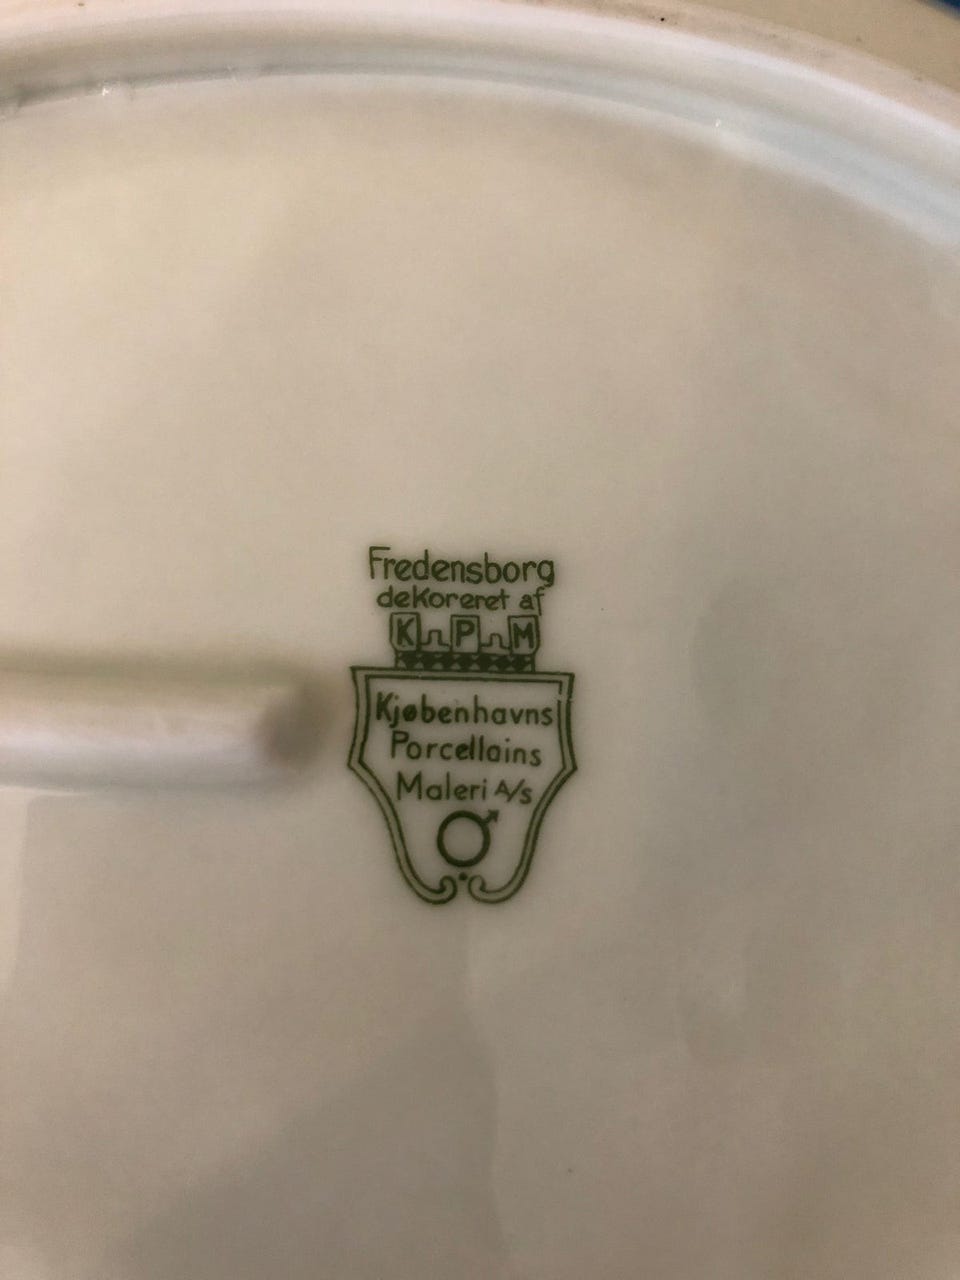 Fredensborg
dekoreret af
K P M
Kjøbenhavns
Porcellains
Maleri A/S